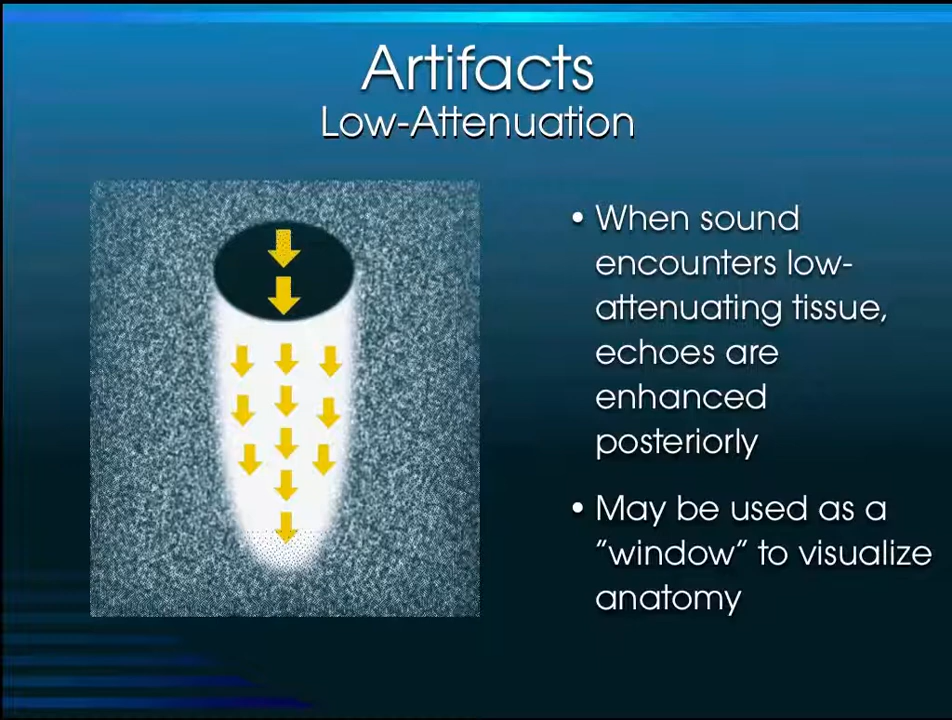 Artifacts
Low-Attenuation
• When sound
encounters low-
attenuating tissue,
echoes are
enhanced
posteriorly
• May be used as a
“window” to visualize
anatomy